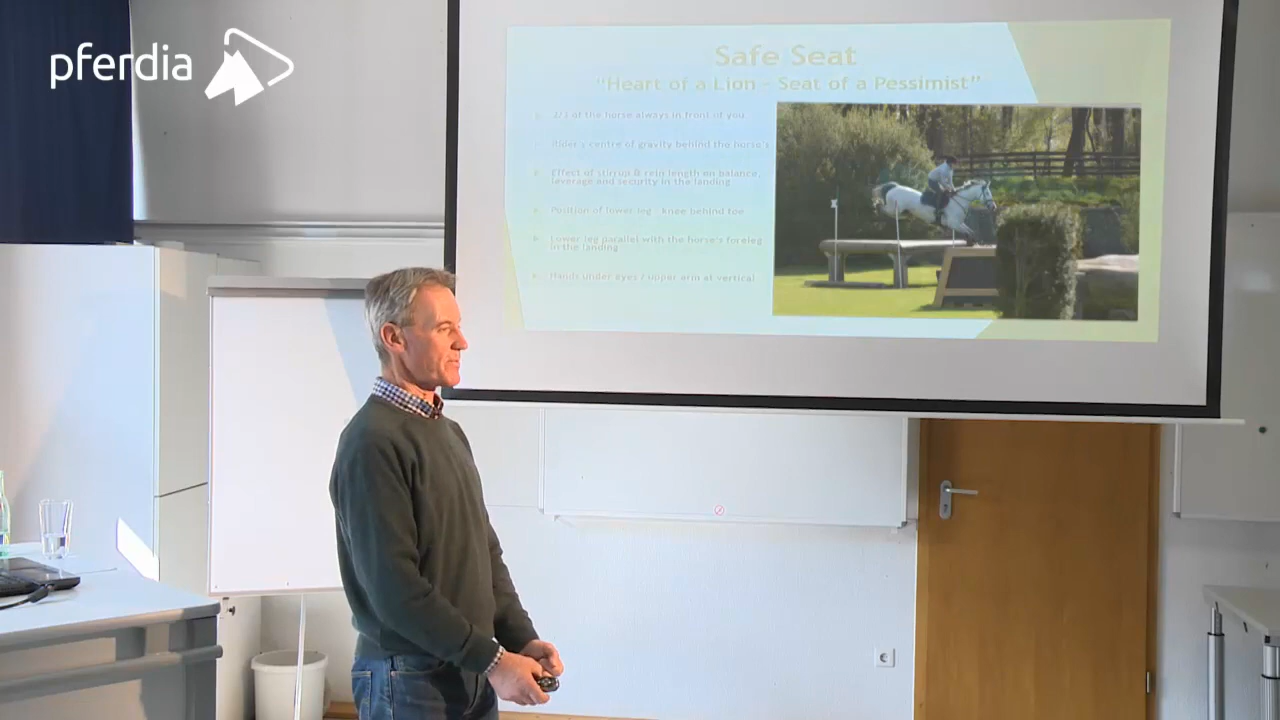 pferdia
Safe Seat
“Heart of a Lion – Seat of a Pessimist”
2/3 of the horse always in front of you
Rider's centre of gravity behind the horse's
Effect of stirrup & rein length on balance,
leverage and security in the landing
Position of lower leg - knee behind toe
Lower leg parallel with the horse's foreleg
in the landing
Hands under eyes / upper arm at vertical